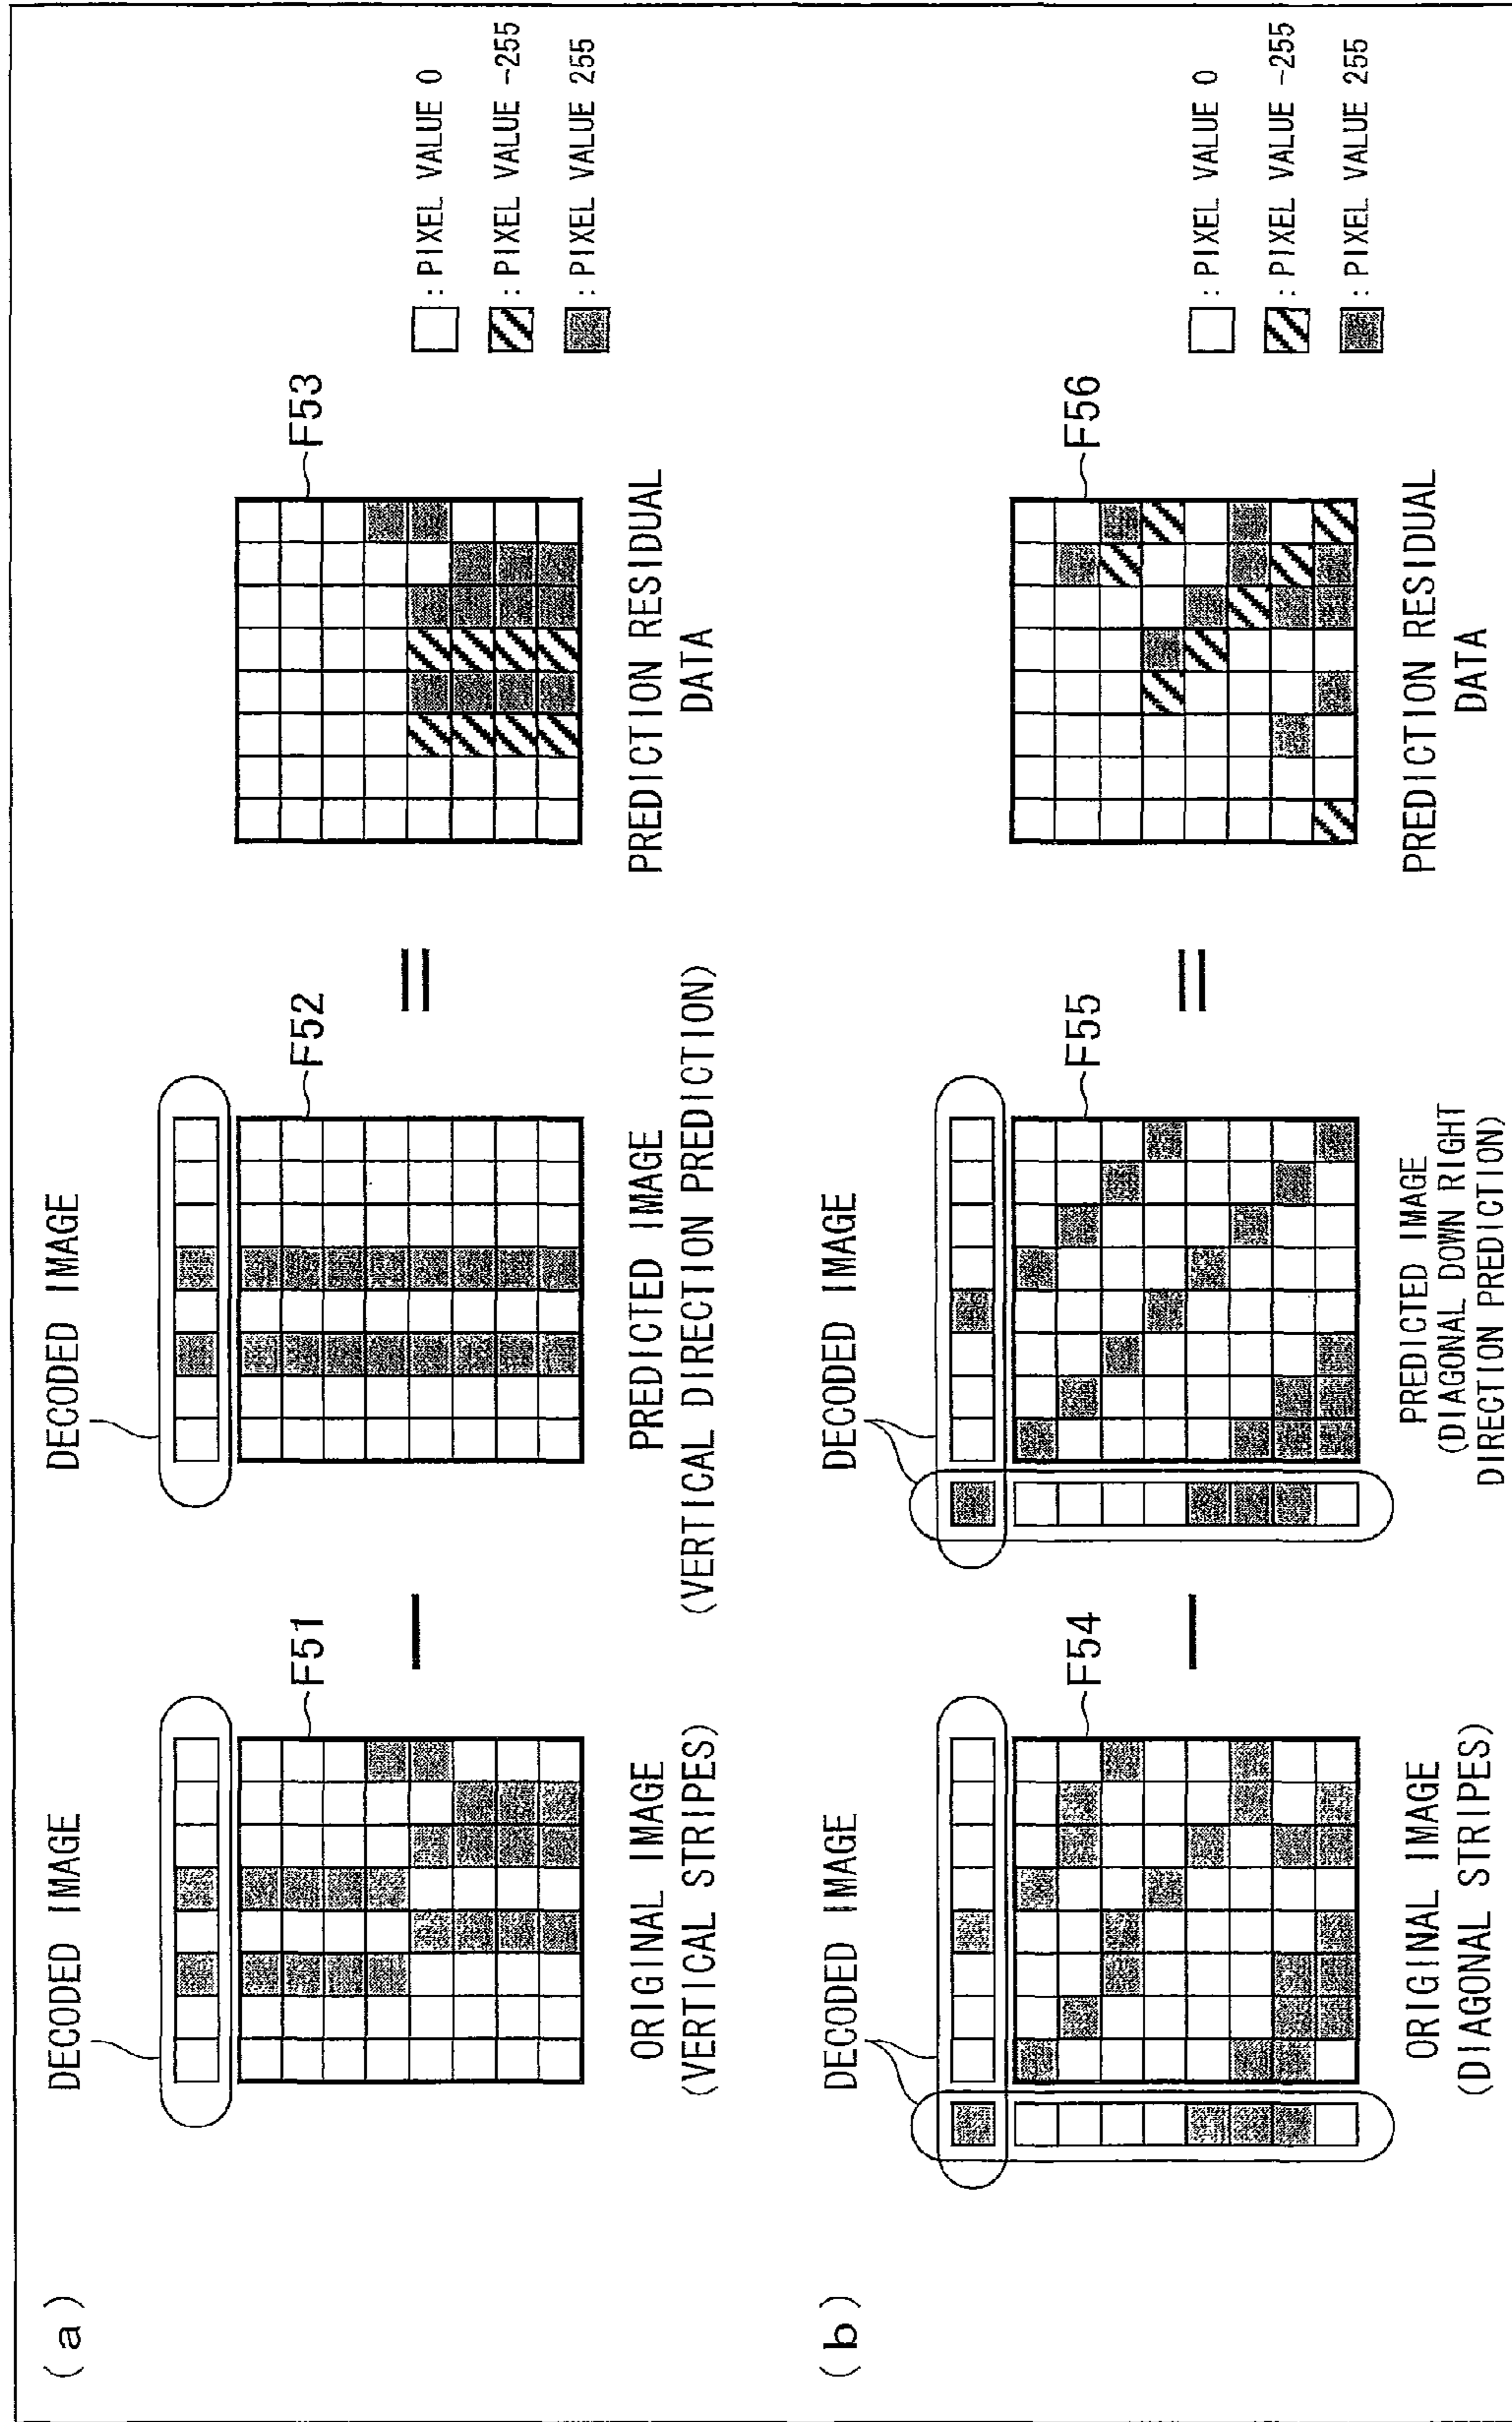 (a)
DECODED IMAGE
F51
ORIGINAL IMAGE
(VERTICAL STRIPES)
DECODED IMAGE
F52
PREDICTED IMAGE
(VERTICAL DIRECTION PREDICTION)
F53
PREDICTION RESIDUAL
DATA
: PIXEL VALUE 0
: PIXEL VALUE -255
: PIXEL VALUE 255
(b)
DECODED IMAGE
F54
ORIGINAL IMAGE
(DIAGONAL STRIPES)
DECODED IMAGE
F55
PREDICTED IMAGE
(DIAGONAL DOWN RIGHT
DIRECTION PREDICTION)
F56
PREDICTION RESIDUAL
DATA
: PIXEL VALUE 0
: PIXEL VALUE -255
: PIXEL VALUE 255